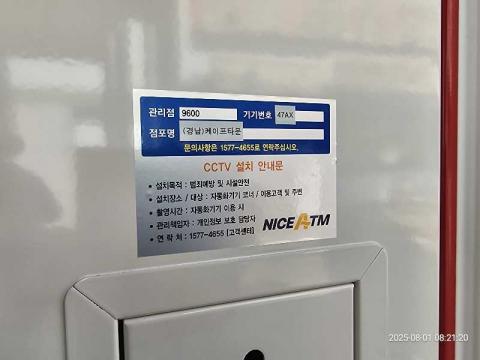 관리점 9600 기기번호 47AX
점포명 (경남)케이프타운
문의사항은 1577-4655로 연락주십시오.
CCTV 설치 안내문
• 설치목적 : 범죄예방 및 시설안전
• 설치장소 / 대상 : 자동화기기 코너 / 이용고객 및 주변
• 촬영시간 : 자동화기기 이용 시
• 관리책임자 : 개인정보 보호 담당자
• 연 락 처 : 1577-4655 [고객센터]
NICE ATM
2025-08-01 08:21:20